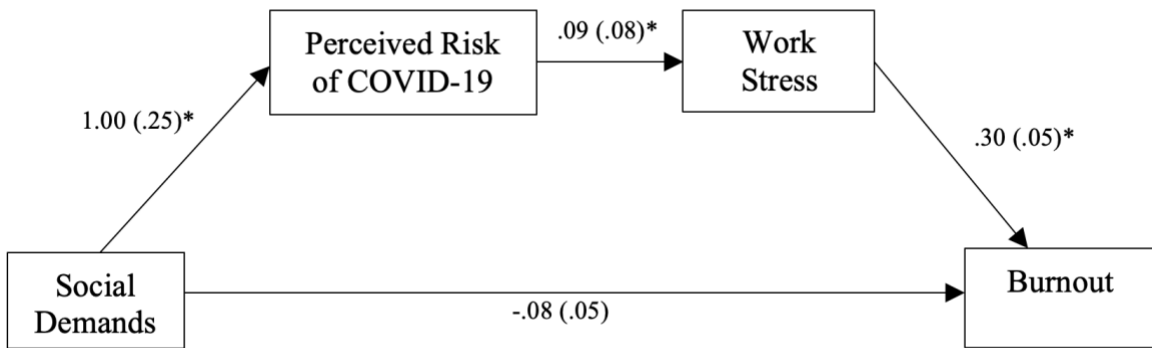 Perceived Risk
of COVID-19
.09 (.08)*
Work
Stress
1.00 (.25)*
.30 (.05)*
Social
Demands
-.08 (.05)
Burnout